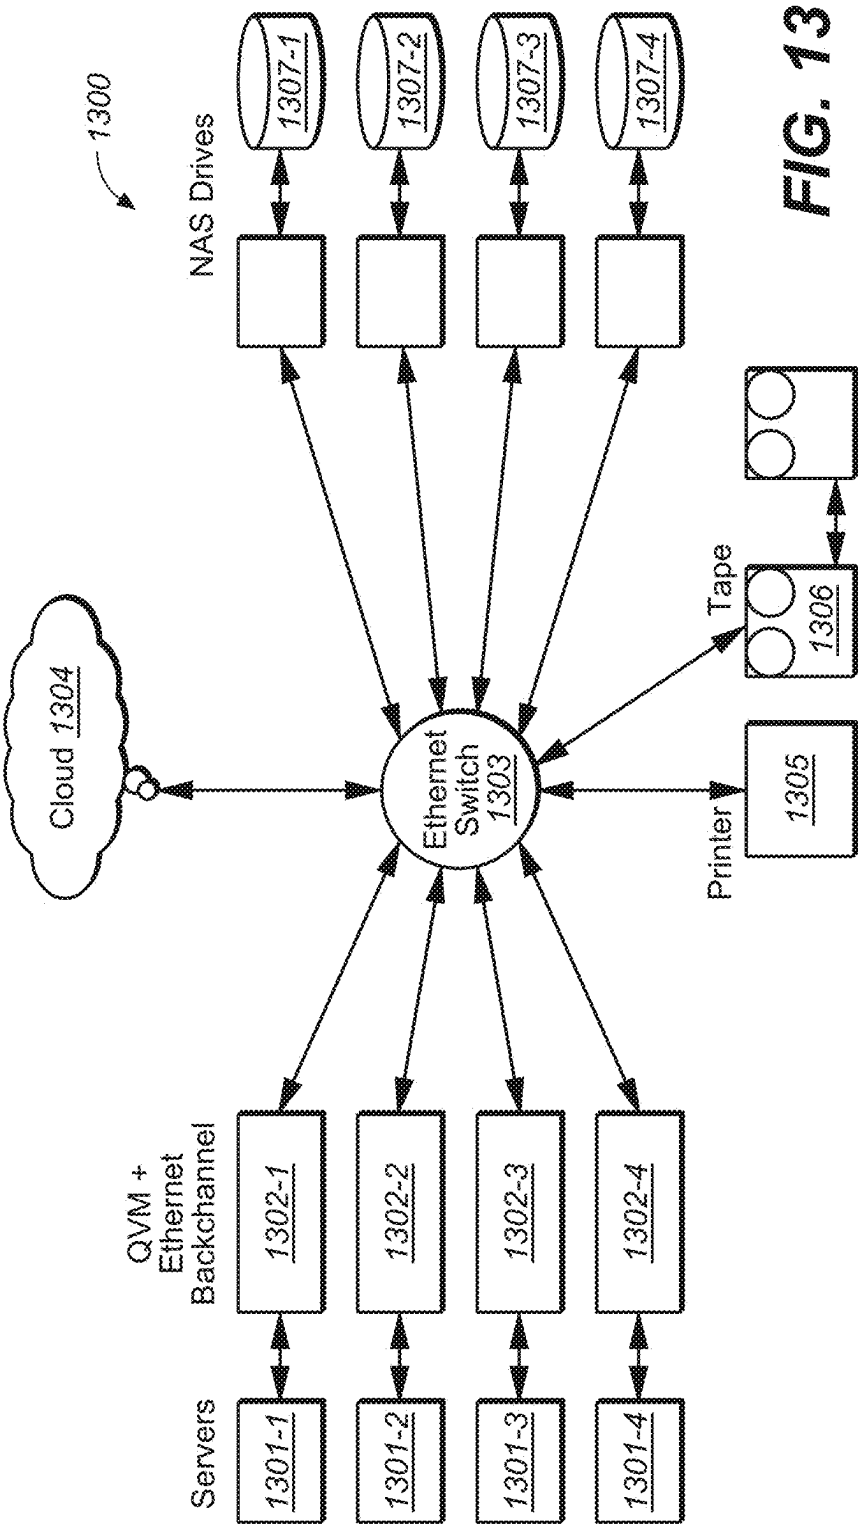 1300
Cloud 1304
Servers
QVM +
Ethernet
Backchannel
NAS Drives
1301-1
1302-1
1307-1
1301-2
1302-2
1307-2
Ethernet
Switch
1303
1301-3
1302-3
1307-3
1301-4
1302-4
1307-4
Printer
Tape
1305
1306
FIG. 13